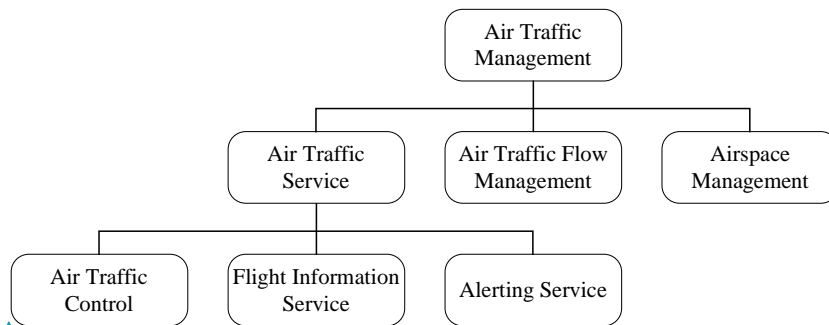 Air Traffic
Management
Air Traffic
Service
Air Traffic Flow
Management
Airspace
Management
Air Traffic
Control
Flight Information
Service
Alerting Service